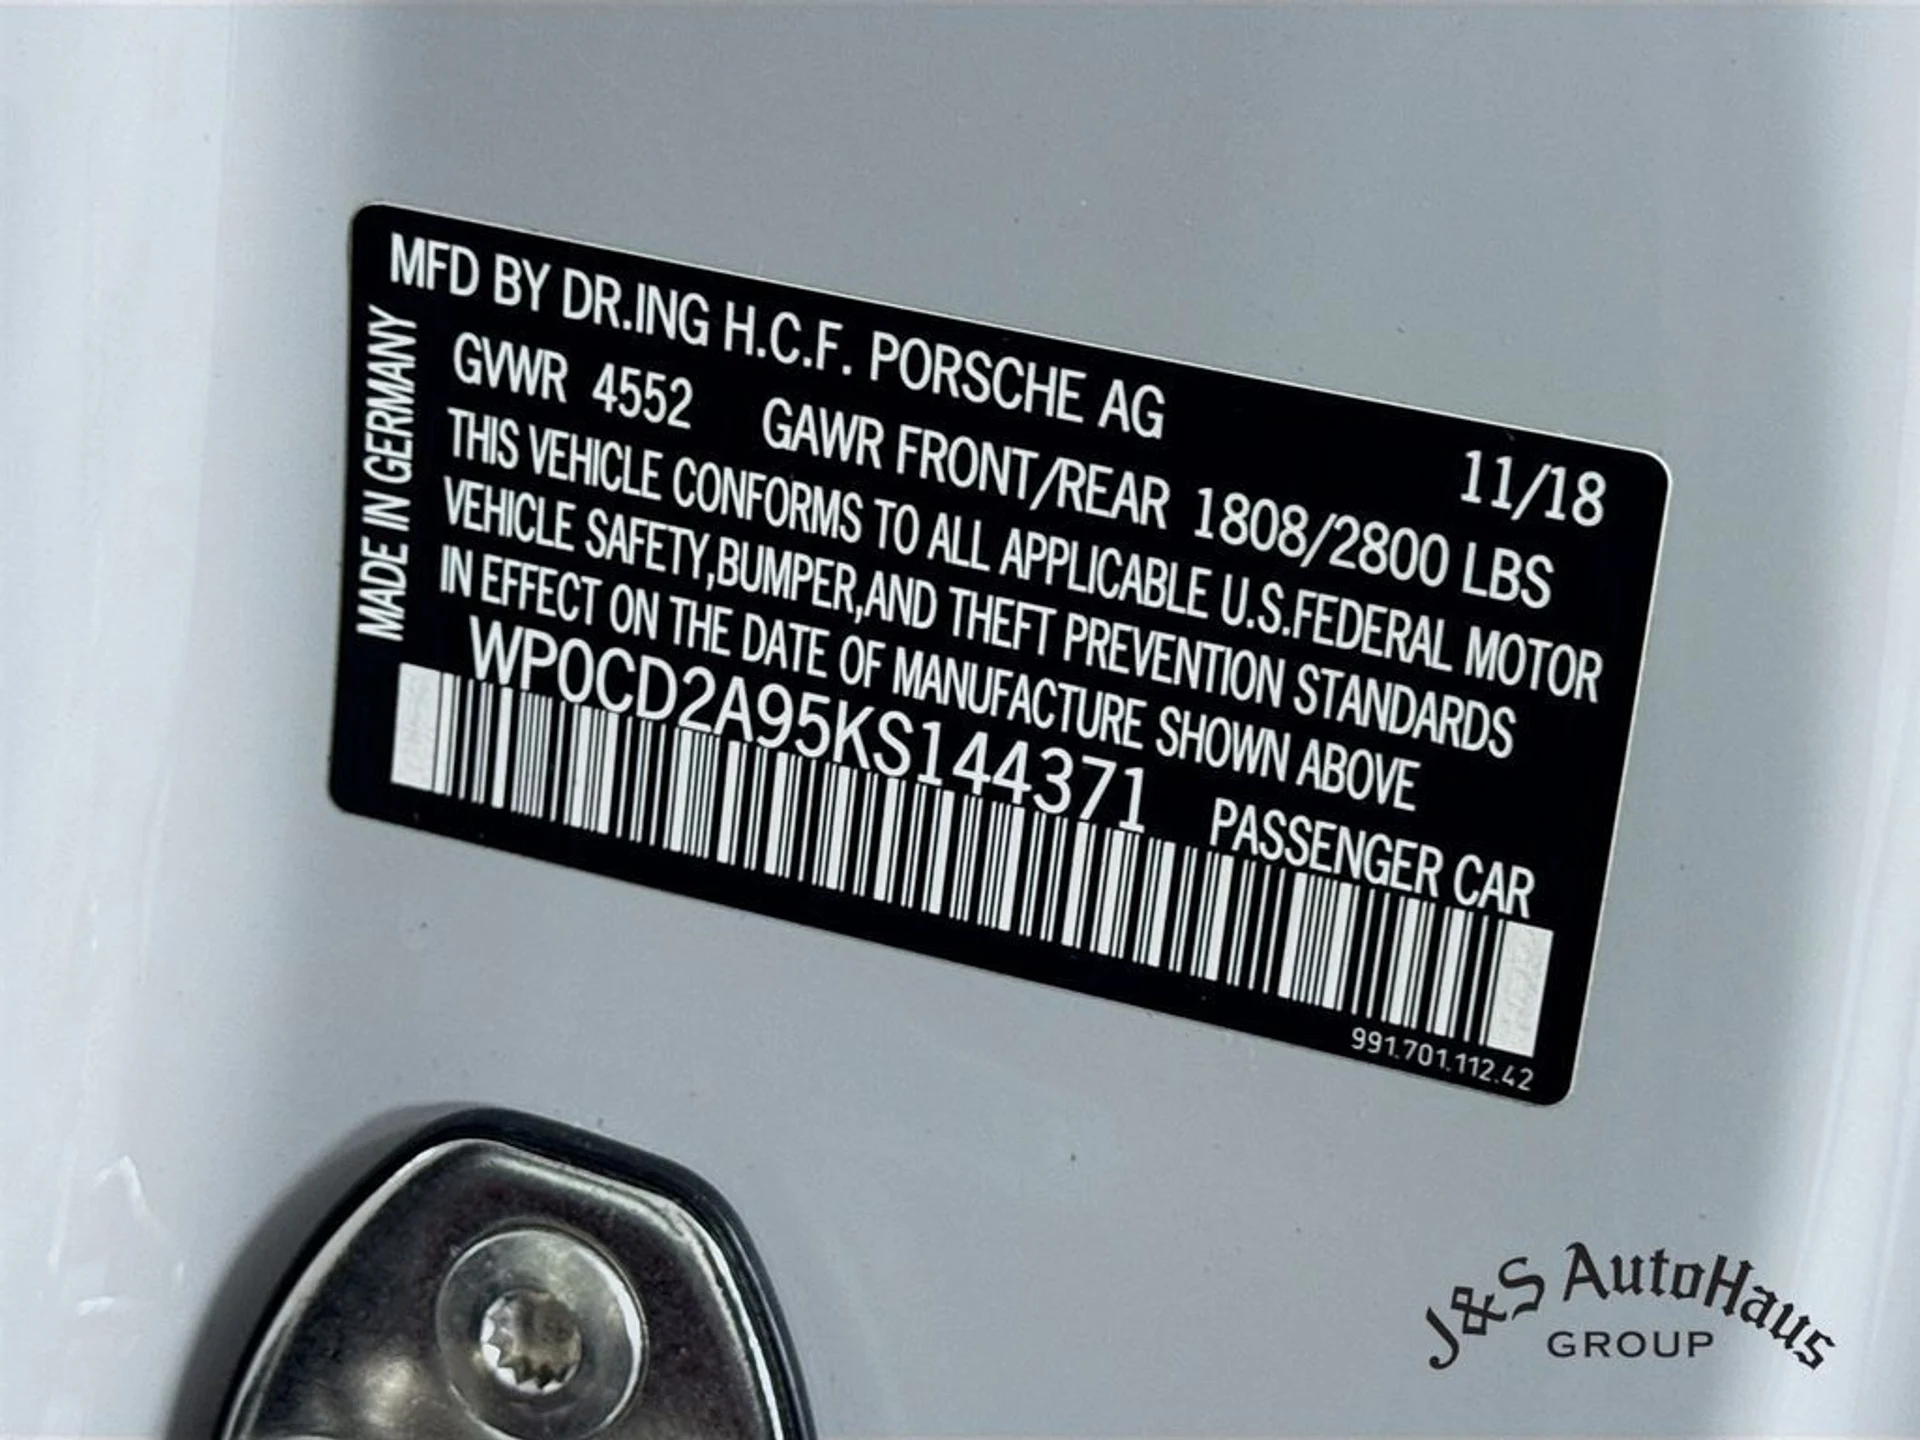 MFD BY DR.ING H.C.F. PORSCHE AG
11/18
GVWR 4552 GAWR FRONT/REAR 1808/2800 LBS
THIS VEHICLE CONFORMS TO ALL APPLICABLE U.S.FEDERAL MOTOR
VEHICLE SAFETY,BUMPER,AND THEFT PREVENTION STANDARDS
IN EFFECT ON THE DATE OF MANUFACTURE SHOWN ABOVE
WP0CD2A95KS144371 PASSENGER CAR
MADE IN GERMANY
991.701.112.42
J&S AutoHaus
GROUP